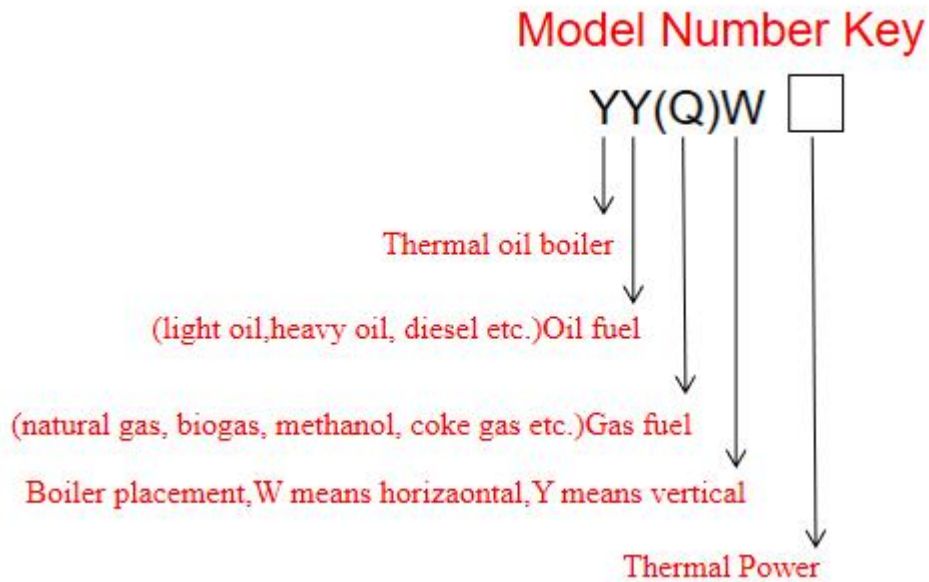 Model Number Key
YY(Q)W
Thermal oil boiler
(light oil,heavy oil, diesel etc.)Oil fuel
(natural gas, biogas, methanol, coke gas etc.)Gas fuel
Boiler placement,W means horizaontal,Y means vertical
Thermal Power